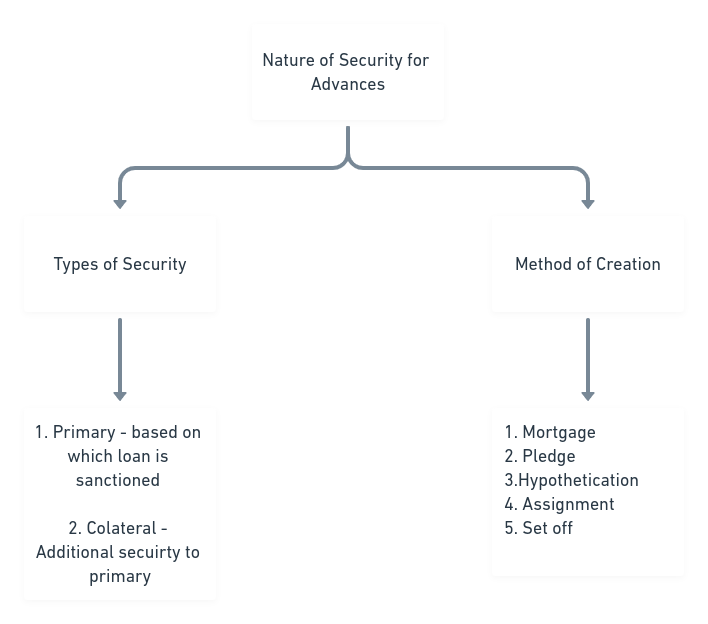 Nature of Security for
Advances
Types of Security
Method of Creation
1. Primary - based on
which loan is
sanctioned
2. Colateral -
Additional secuirty to
primary
1. Mortgage
2. Pledge
3.Hypothetication
4. Assignment
5. Set off